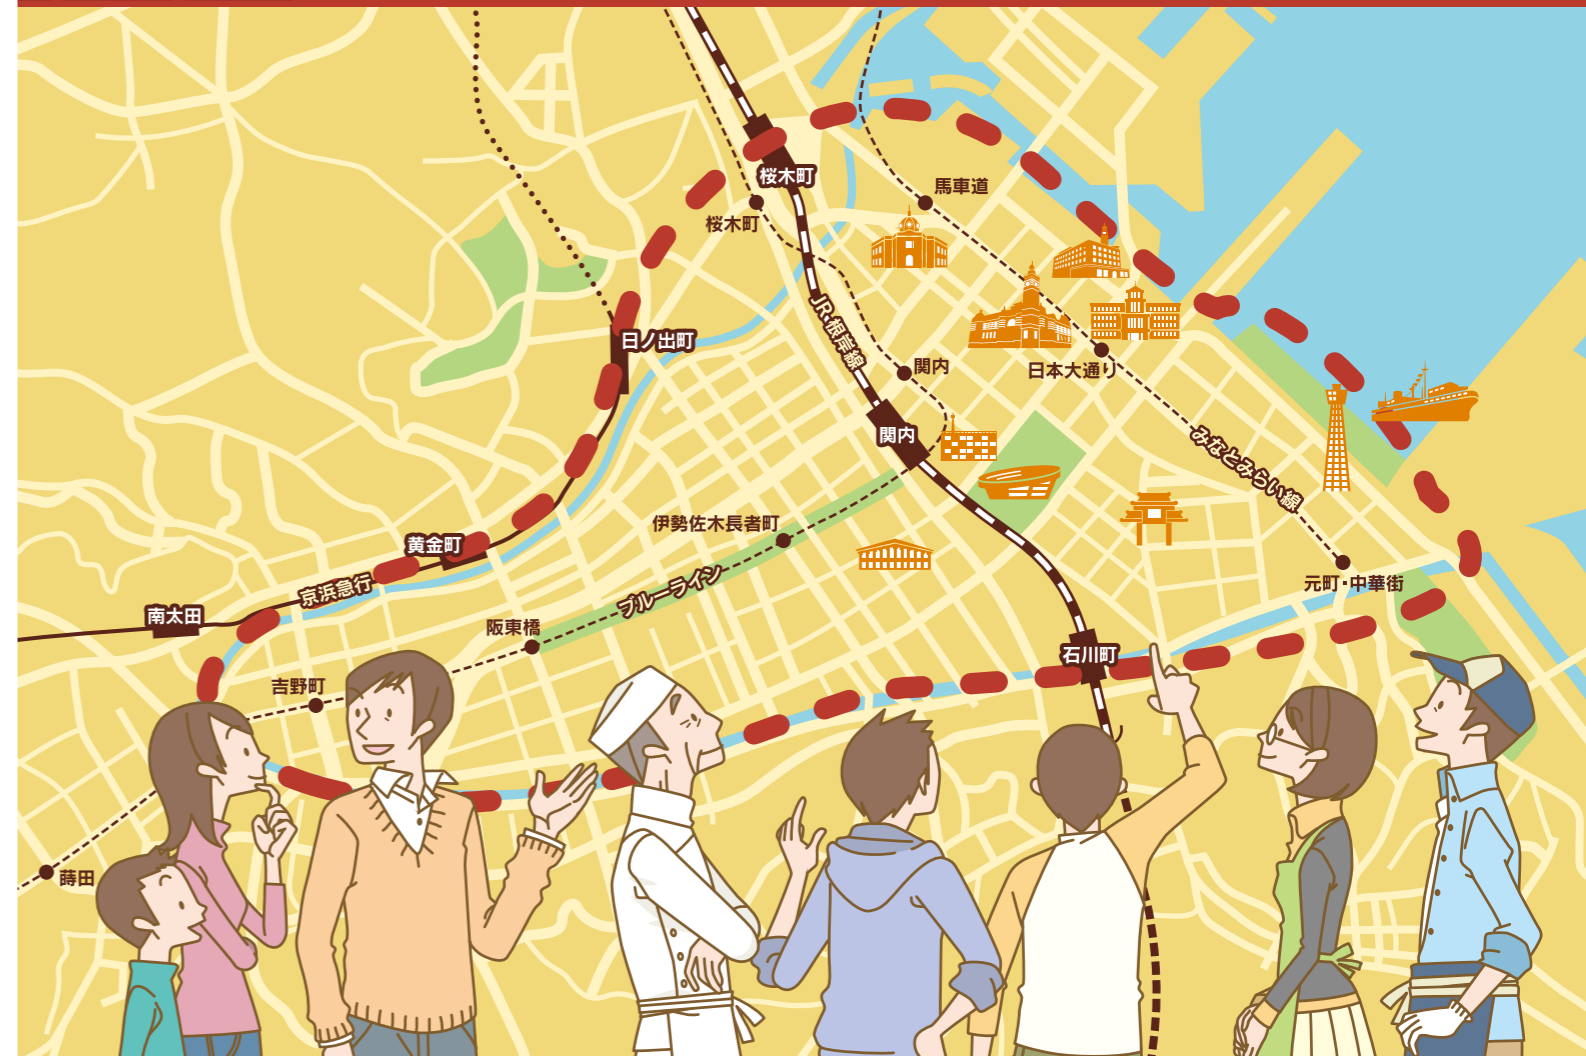 桜木町
馬車道
桜木町
JR 根岸線
日ノ出町
関内
日本大通り
関内
みなとみらい線
伊勢佐木長者町
黄金町
ブルーライン
元町・中華街
京浜急行
南太田
阪東橋
石川町
吉野町
蒔田